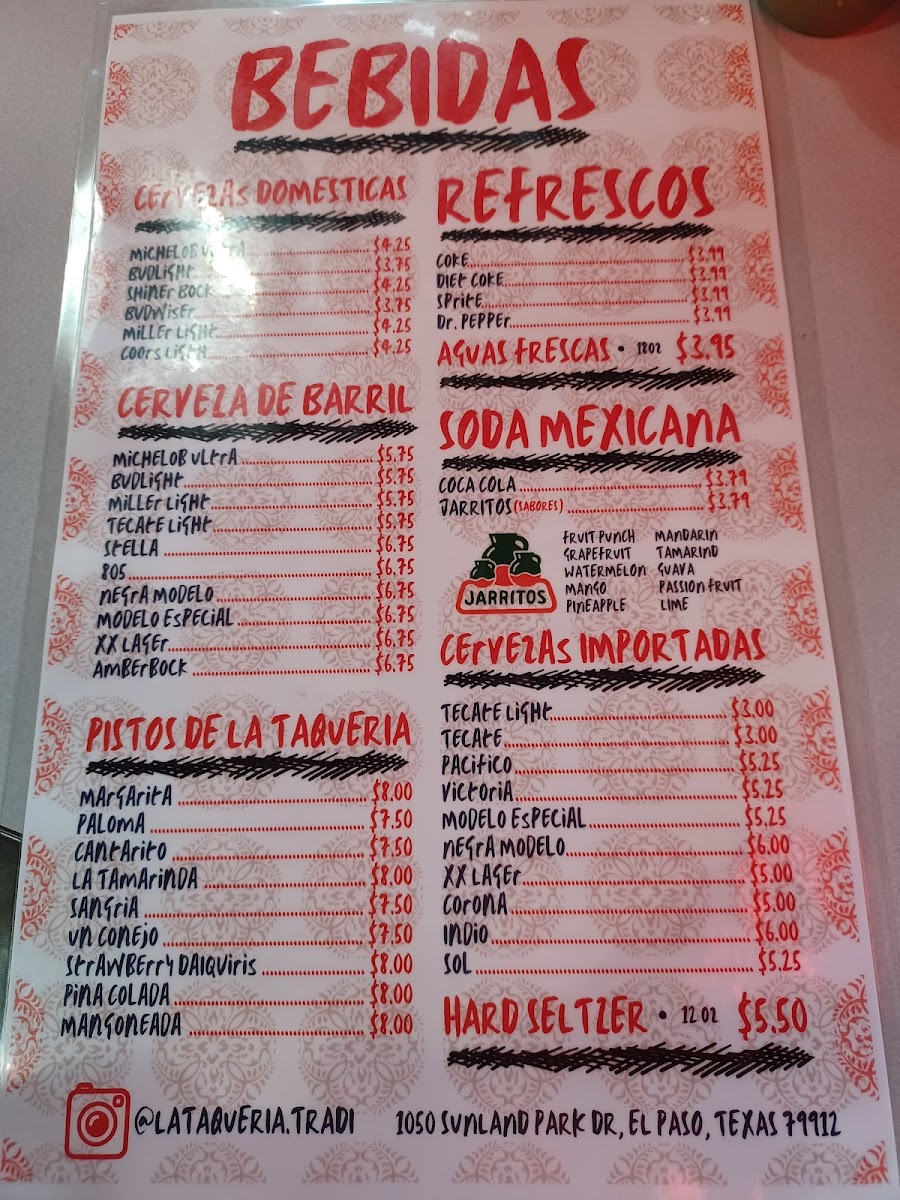 BEBIDAS
CERVEZAS DOMESTICAS
MICHELOB ULTRA $4.25
BUDLIGHT $3.75
SHINER BOCK $4.25
BUDWISER $3.75
MILLER LIGHT $4.25
COORS LIGHT $4.25
CERVEZA DE BARRIL
MICHELOB ULTRA $5.75
BUDLIGHT $5.75
MILLER LIGHT $5.75
TECATE LIGHT $5.75
STELLA $6.75
805 $6.75
NEGRA MODELO $6.75
MODELO ESPECIAL $6.75
XX LAGER $6.75
AMBERBOCK $6.75
PISTOS DE LA TAQUERIA
MARGARITA $8.00
PALOMA $7.50
CANTARITO $7.50
LA TAMARINDA $8.00
SANGRIA $7.50
UN CONEJO $7.50
STRAWBERRY DAIQUIRIS $8.00
PINA COLADA $8.00
MANGONEADA $8.00
REFRESCOS
COKE $3.99
DIET COKE $3.99
SPRITE $3.99
DR. PEPPER $3.99
AGUAS FRESCAS • 18OZ $3.95
SODA MEXICANA
COCA COLA $3.79
JARRITOS (SABORES) $3.79
JARRITOS
FRUIT PUNCH MANDARIN
GRAPEFRUIT TAMARIND
WATERMELON GUAVA
MANGO PASSION FRUIT
PINEAPPLE LIME
CERVEZAS IMPORTADAS
TECATE LIGHT $3.00
TECATE $3.00
PACIFICO $5.25
VICTORIA $5.25
MODELO ESPECIAL $5.25
NEGRA MODELO $6.00
XX LAGER $5.00
CORONA $5.00
INDIO $6.00
SOL $5.25
HARD SELTZER • 12 OZ $5.50
@LATAQUERIA.TRADI 1050 SUNLAND PARK DR, EL PASO, TEXAS 79912